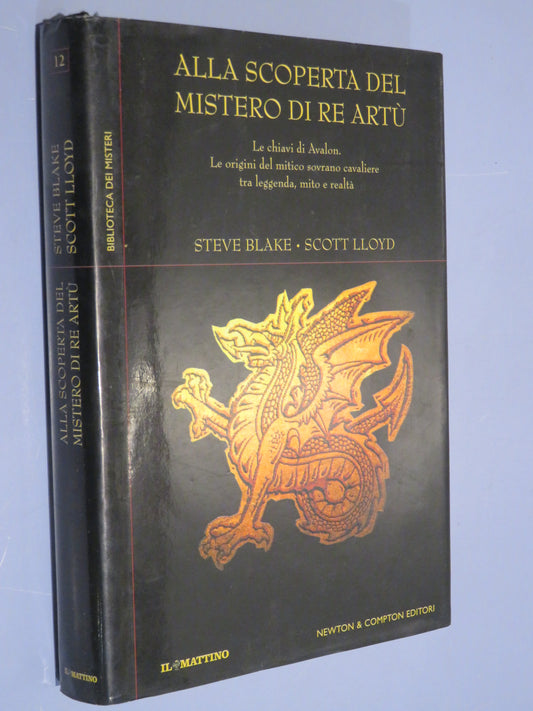 12
STEVE BLAKE
SCOTT LLOYD
ALLA SCOPERTA DEL
MISTERO DI RE ARTÙ
IL MATTINO
BIBLIOTECA DEI MISTERI
ALLA SCOPERTA DEL
MISTERO DI RE ARTÙ
Le chiavi di Avalon.
Le origini del mitico sovrano cavaliere
tra leggenda, mito e realtà
STEVE BLAKE • SCOTT LLOYD
NEWTON & COMPTON EDITORI
IL MATTINO